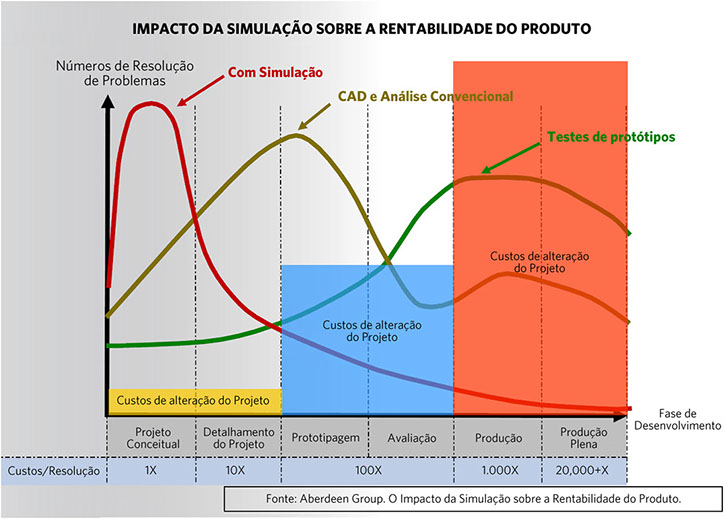 IMPACTO DA SIMULAÇÃO SOBRE A RENTABILIDADE DO PRODUTO
Números de Resolução
de Problemas
Com Simulação
CAD e Análise Convencional
Testes de protótipos
Custos de alteração
do Projeto
Custos de alteração
do Projeto
Custos de alteração do Projeto
Fase de
Desenvolvimento
Projeto
Conceitual
Detalhamento
do Projeto
Prototipagem
Avaliação
Produção
Produção
Plena
Custos/Resolução
1X
10X
100X
1.000X
20,000+X
Fonte: Aberdeen Group. O Impacto da Simulação sobre a Rentabilidade do Produto.